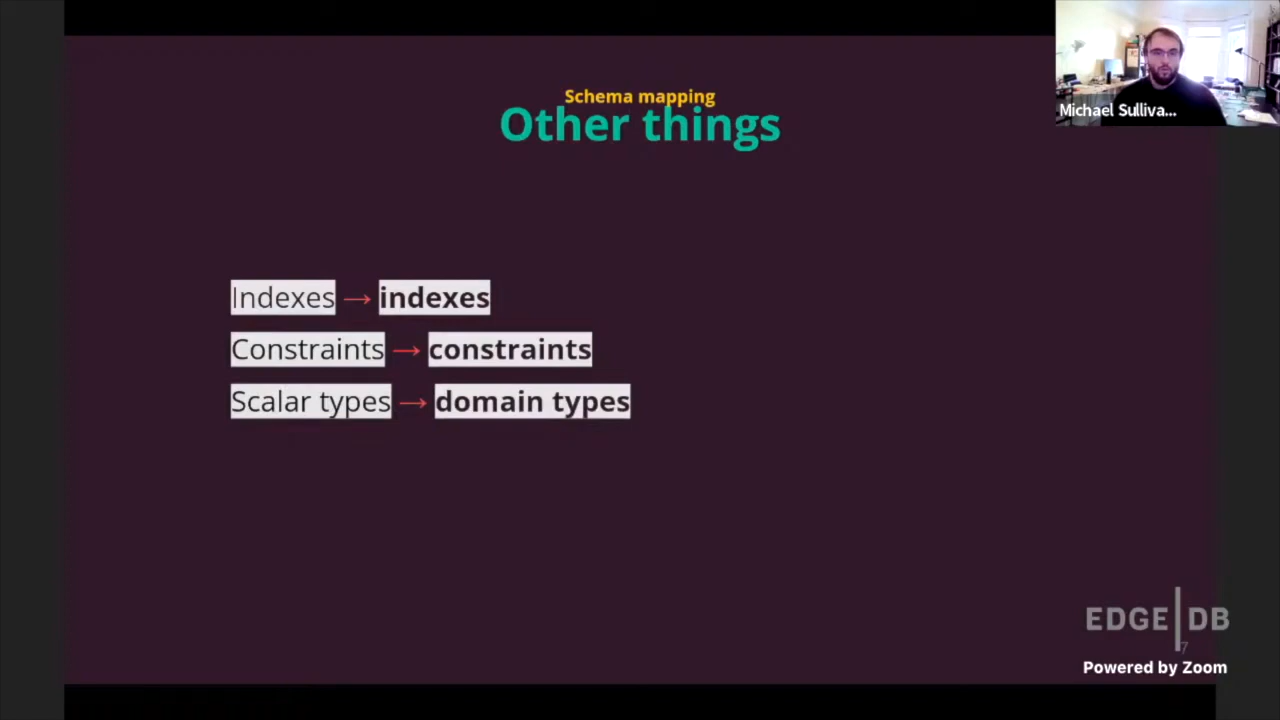 Schema mapping
Other things
Michael Sulliva...
Indexes → indexes
Constraints → constraints
Scalar types → domain types
EDGE|DB
7
Powered by Zoom